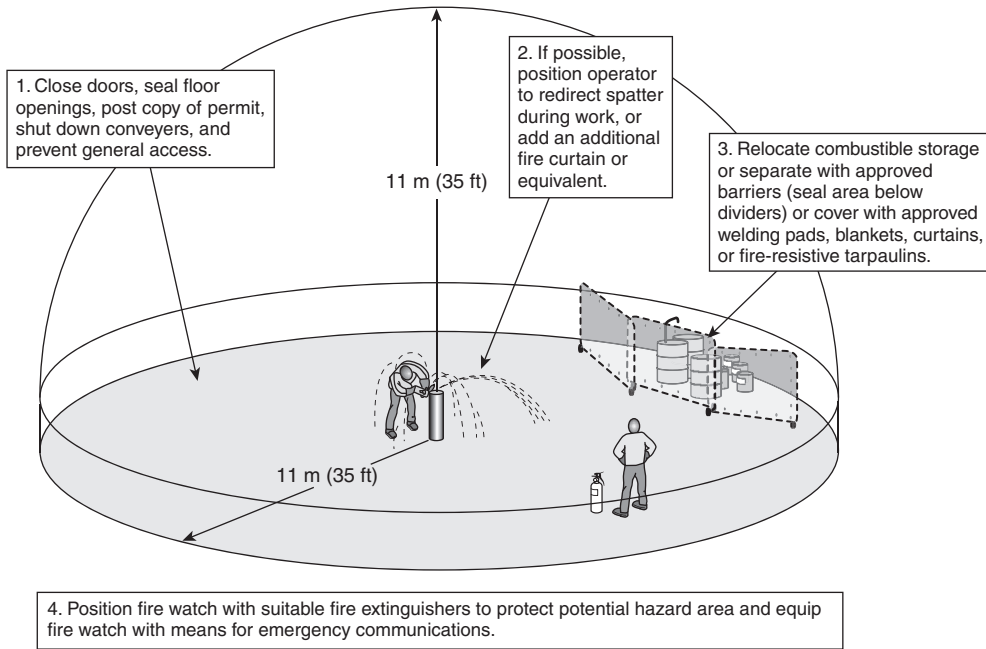 1. Close doors, seal floor
openings, post copy of permit,
shut down conveyers, and
prevent general access.
2. If possible,
position operator
to redirect spatter
during work, or
add an additional
fire curtain or
equivalent.
3. Relocate combustible storage
or separate with approved
barriers (seal area below
dividers) or cover with approved
welding pads, blankets, curtains,
or fire-resistive tarpaulins.
11 m (35 ft)
11 m (35 ft)
4. Position fire watch with suitable fire extinguishers to protect potential hazard area and equip
fire watch with means for emergency communications.